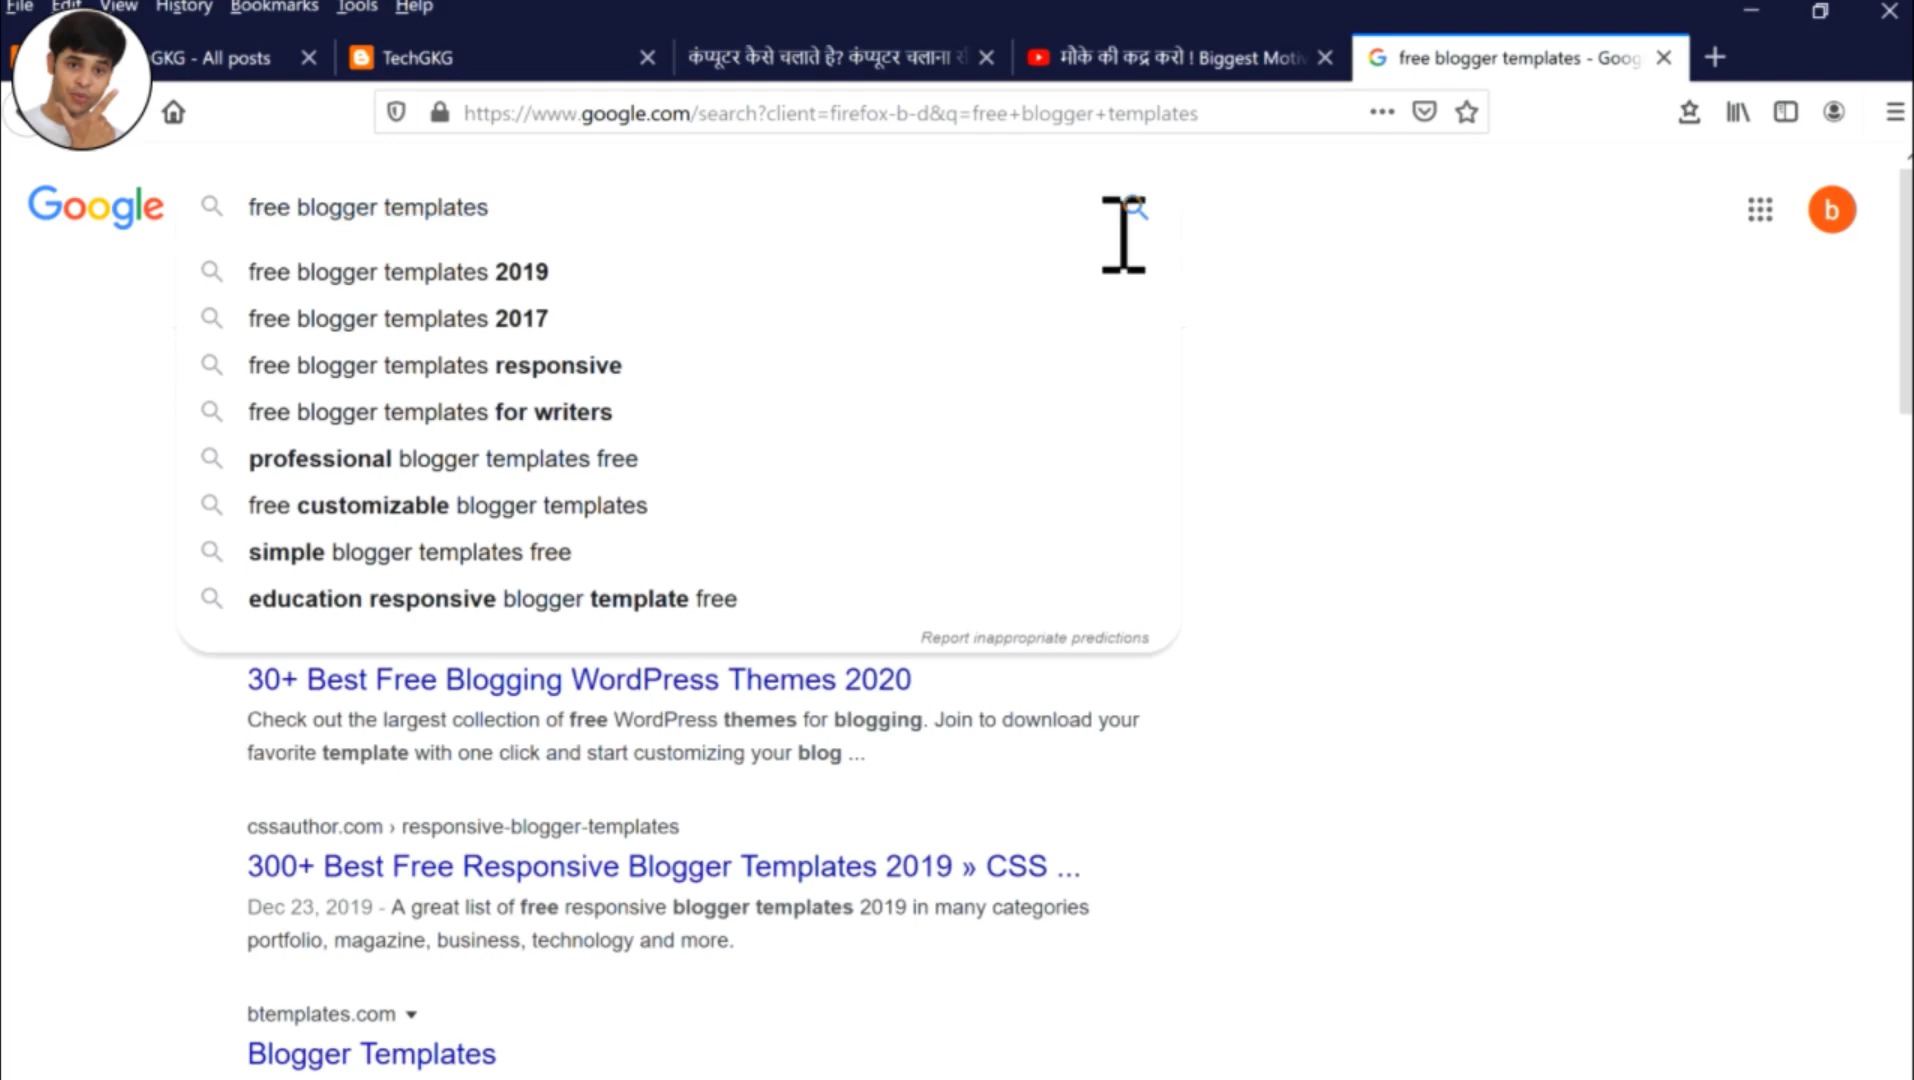 File Edit View History Bookmarks Tools Help
GKG - All posts
TechGKG
कंप्यूटर कैसे चलाते है? कंप्यूटर चलाना
मौके की कद्र करो ! Biggest Moti
free blogger templates - Goog
https://www.google.com/search?client=firefox-b-d&q=free+blogger+templates
Google
free blogger templates
b
free blogger templates 2019
free blogger templates 2017
free blogger templates responsive
free blogger templates for writers
professional blogger templates free
free customizable blogger templates
simple blogger templates free
education responsive blogger template free
Report inappropriate predictions
30+ Best Free Blogging WordPress Themes 2020
Check out the largest collection of free WordPress themes for blogging. Join to download your
favorite template with one click and start customizing your blog ...
cssauthor.com › responsive-blogger-templates
300+ Best Free Responsive Blogger Templates 2019 » CSS ...
Dec 23, 2019 - A great list of free responsive blogger templates 2019 in many categories
portfolio, magazine, business, technology and more.
btemplates.com
Blogger Templates